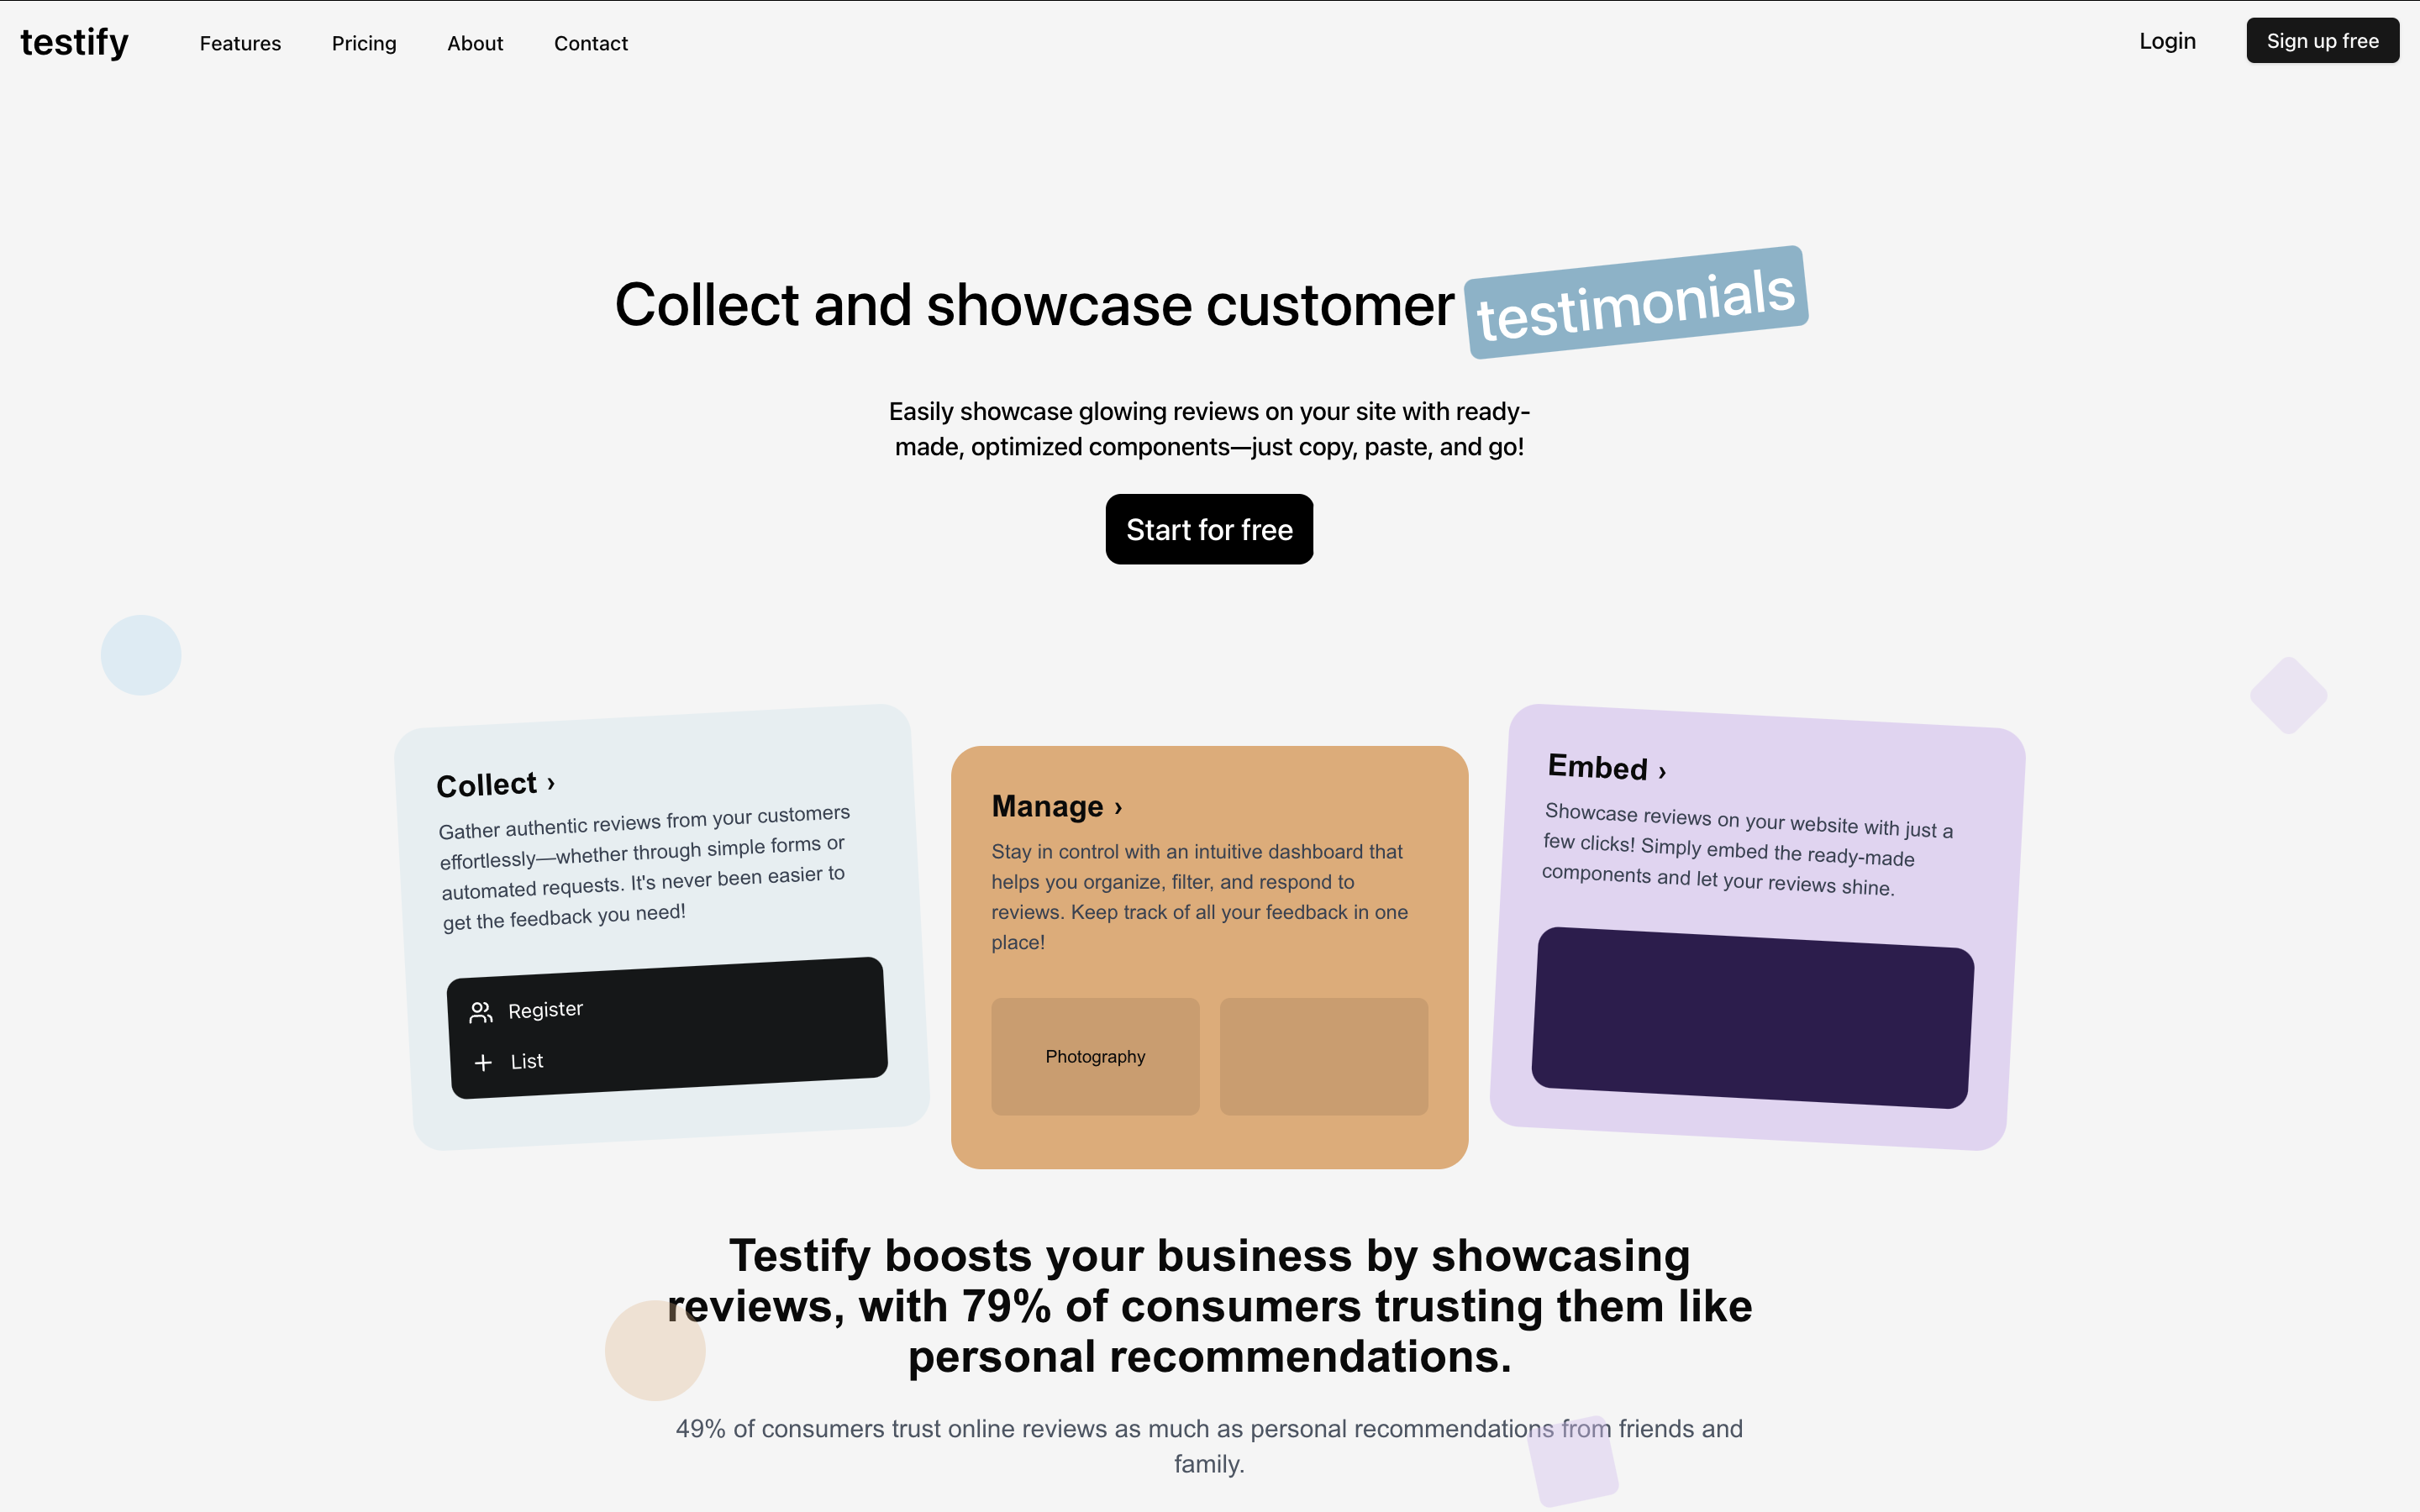 testify
Features
Pricing
About
Contact
Login
Sign up free
Collect and showcase customer testimonials
Easily showcase glowing reviews on your site with ready-
made, optimized components—just copy, paste, and go!
Start for free
Collect ›
Gather authentic reviews from your customers
effortlessly—whether through simple forms or
automated requests. It's never been easier to
get the feedback you need!
Register
List
Manage ›
Stay in control with an intuitive dashboard that
helps you organize, filter, and respond to
reviews. Keep track of all your feedback in one
place!
Photography
Embed ›
Showcase reviews on your website with just a
few clicks! Simply embed the ready-made
components and let your reviews shine.
Testify boosts your business by showcasing
reviews, with 79% of consumers trusting them like
personal recommendations.
49% of consumers trust online reviews as much as personal recommendations from friends and
family.